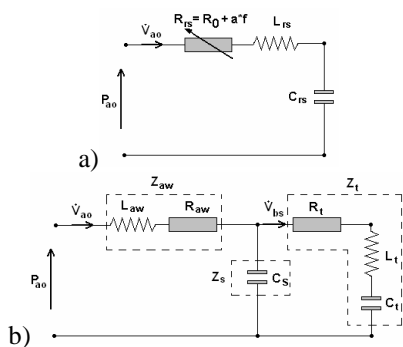 V̇ao
Rrs= R0 + a*f
Lrs
Pao
Crs
a)
Zaw
Zt
V̇ao
Law
Raw
V̇bs
Rt
Pao
Zs
CS
Lt
Ct
b)